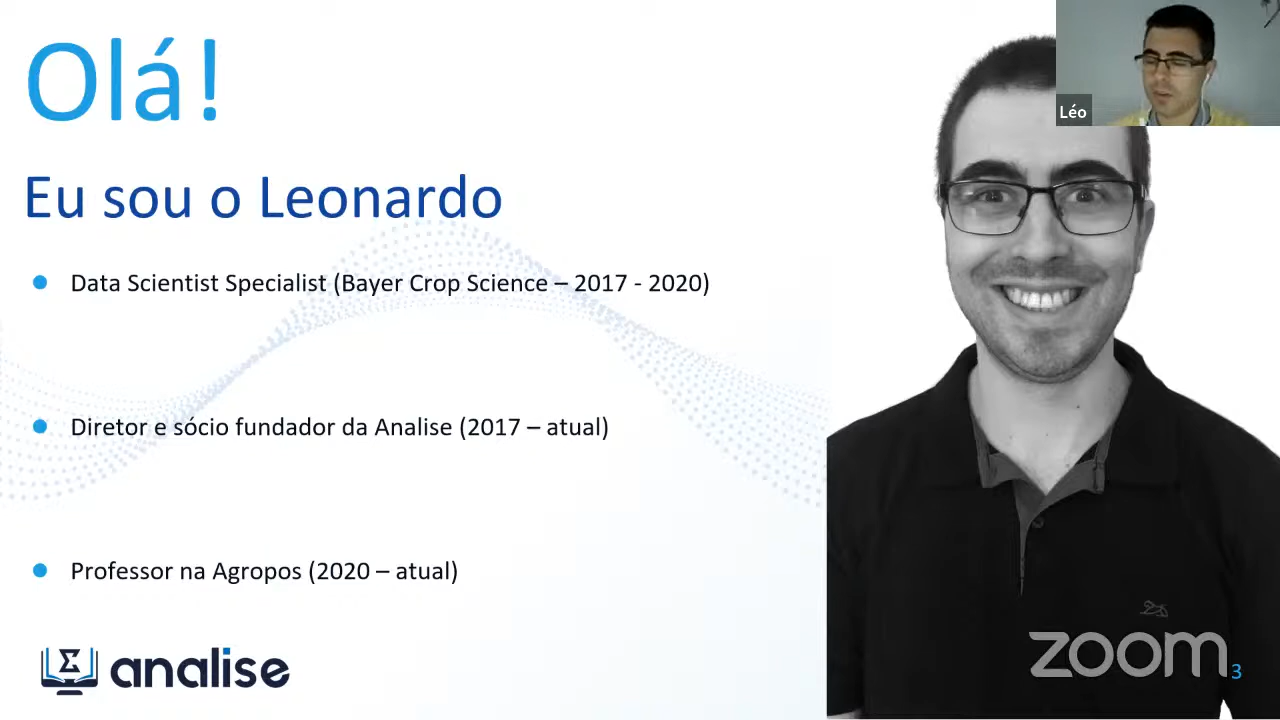 Olá!
Léo
Eu sou o Leonardo
Data Scientist Specialist (Bayer Crop Science – 2017 - 2020)
Diretor e sócio fundador da Analise (2017 – atual)
Professor na Agropos (2020 – atual)
analise
zoom
3